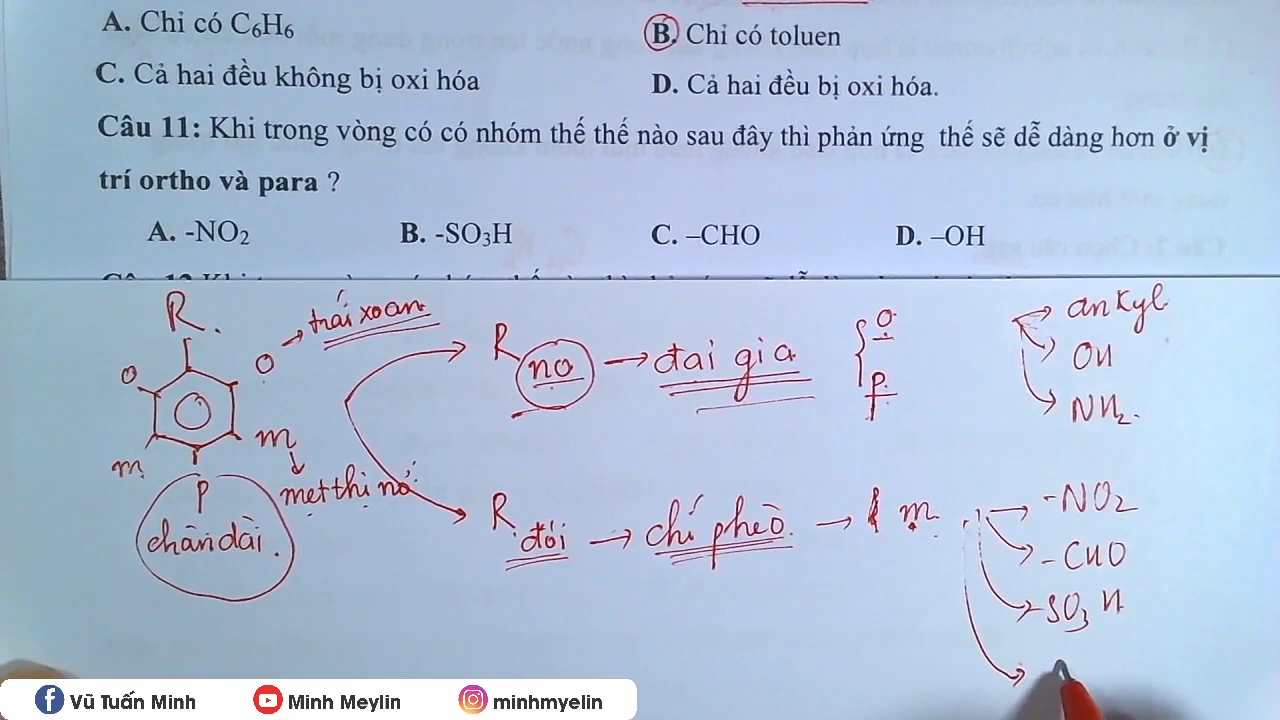 A. Chỉ có C₆H₆ B. Chỉ có toluen
C. Cả hai đều không bị oxi hóa D. Cả hai đều bị oxi hóa.
Câu 11: Khi trong vòng có có nhóm thế thế nào sau đây thì phản ứng thế sẽ dễ dàng hơn ở vị
trí ortho và para ?
A. -NO₂ B. -SO₃H C. –CHO D. –OH
R.
o
o
trái xoan
m
m
mẹt thị nở
p
chân dài.
R no → đại gia
o
p
ankyl
OH
NH₂.
R đói → chí phèo. → m
-NO₂
-CHO
-SO₃H
Vũ Tuấn Minh Minh Meylin minhmyelin